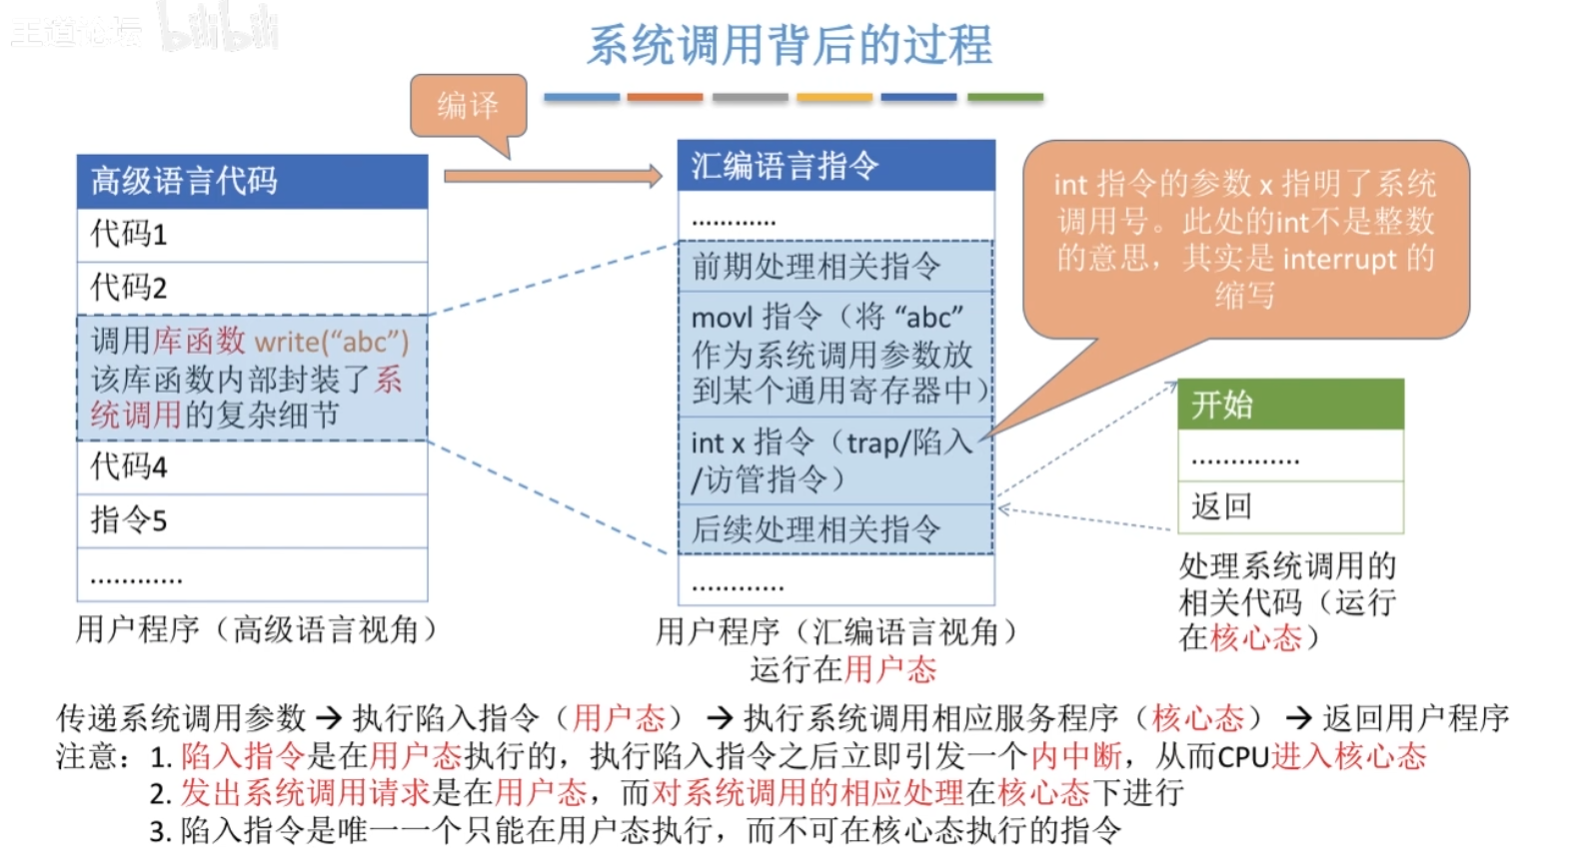 王道论坛 bilibili
系统调用背后的过程
编译
高级语言代码
代码1
代码2
调用库函数 write(“abc”)
该库函数内部封装了系
统调用的复杂细节
代码4
指令5
............
用户程序（高级语言视角）
汇编语言指令
............
前期处理相关指令
movl 指令（将 “abc”
作为系统调用参数放
到某个通用寄存器中）
int x 指令（trap/陷入
/访管指令）
后续处理相关指令
............
用户程序（汇编语言视角）
运行在用户态
int 指令的参数 x 指明了系统
调用号。此处的int不是整数
的意思，其实是 interrupt 的
缩写
开始
..............
返回
处理系统调用的
相关代码（运行
在核心态）
传递系统调用参数 → 执行陷入指令（用户态） → 执行系统调用相应服务程序（核心态） → 返回用户程序
注意：1. 陷入指令是在用户态执行的，执行陷入指令之后立即引发一个内中断，从而CPU进入核心态
2. 发出系统调用请求是在用户态，而对系统调用的相应处理在核心态下进行
3. 陷入指令是唯一一个只能在用户态执行，而不可在核心态执行的指令